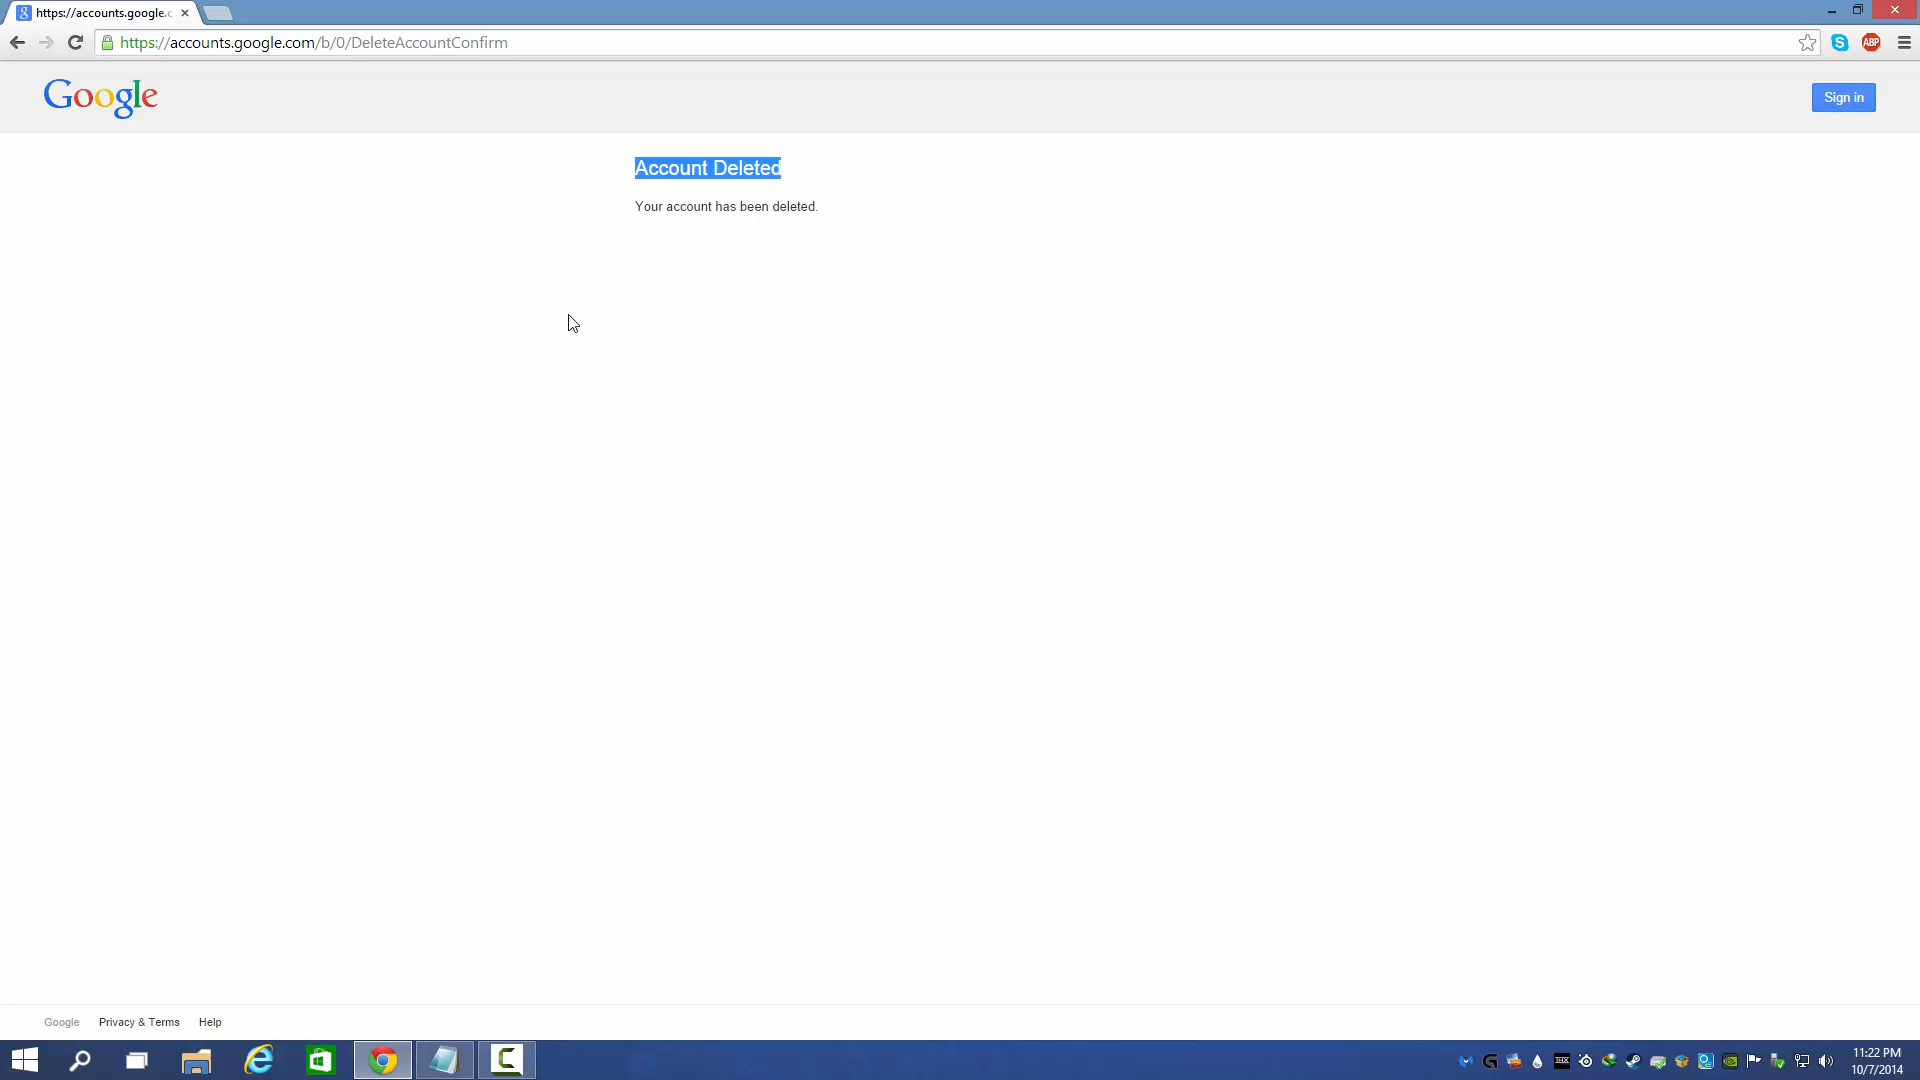 https://accounts.google.c
https://accounts.google.com/b/0/DeleteAccountConfirm
S
ABP
Google
Sign in
Account Deleted
Your account has been deleted.
Google
Privacy & Terms
Help
11:22 PM
10/7/2014